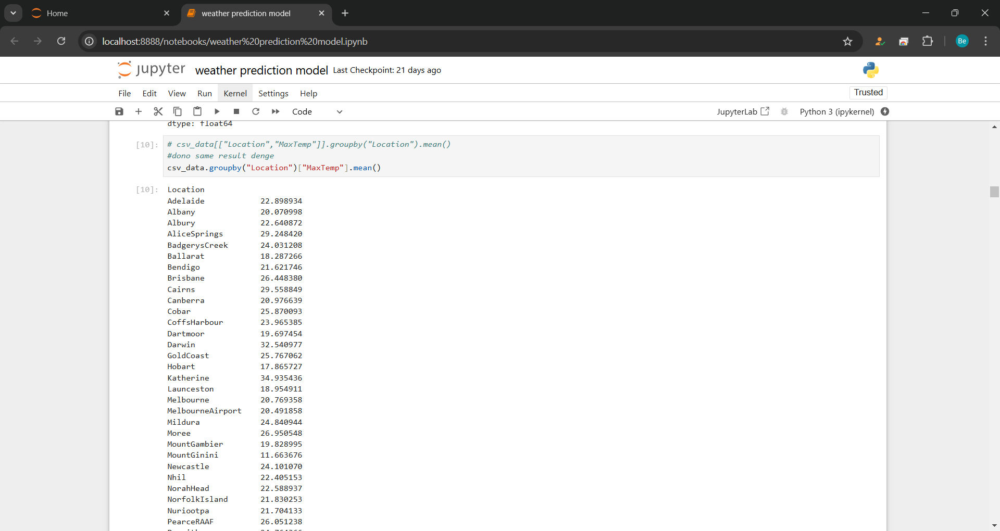 Home
weather prediction model
localhost:8888/notebooks/weather%20prediction%20model.ipynb
Be
jupyter weather prediction model Last Checkpoint: 21 days ago
File Edit View Run Kernel Settings Help
Trusted
Code
JupyterLab
Python 3 (ipykernel)
dtype: float64
[10]: # csv_data[["Location","MaxTemp"]].groupby("Location").mean()
#dono same result denge
csv_data.groupby("Location")["MaxTemp"].mean()
[10]: Location
Adelaide 22.898934
Albany 20.070998
Albury 22.640872
AliceSprings 29.248420
BadgerysCreek 24.031208
Ballarat 18.287266
Bendigo 21.621746
Brisbane 26.448380
Cairns 29.558849
Canberra 20.976639
Cobar 25.870093
CoffsHarbour 23.965385
Dartmoor 19.697454
Darwin 32.540977
GoldCoast 25.767062
Hobart 17.865727
Katherine 34.935436
Launceston 18.954911
Melbourne 20.769358
MelbourneAirport 20.491858
Mildura 24.840944
Moree 26.950548
MountGambier 19.828995
MountGinini 11.663676
Newcastle 24.101070
Nhil 22.405153
NorahHead 22.588937
NorfolkIsland 21.830253
Nuriootpa 21.704133
PearceRAAF 26.051238